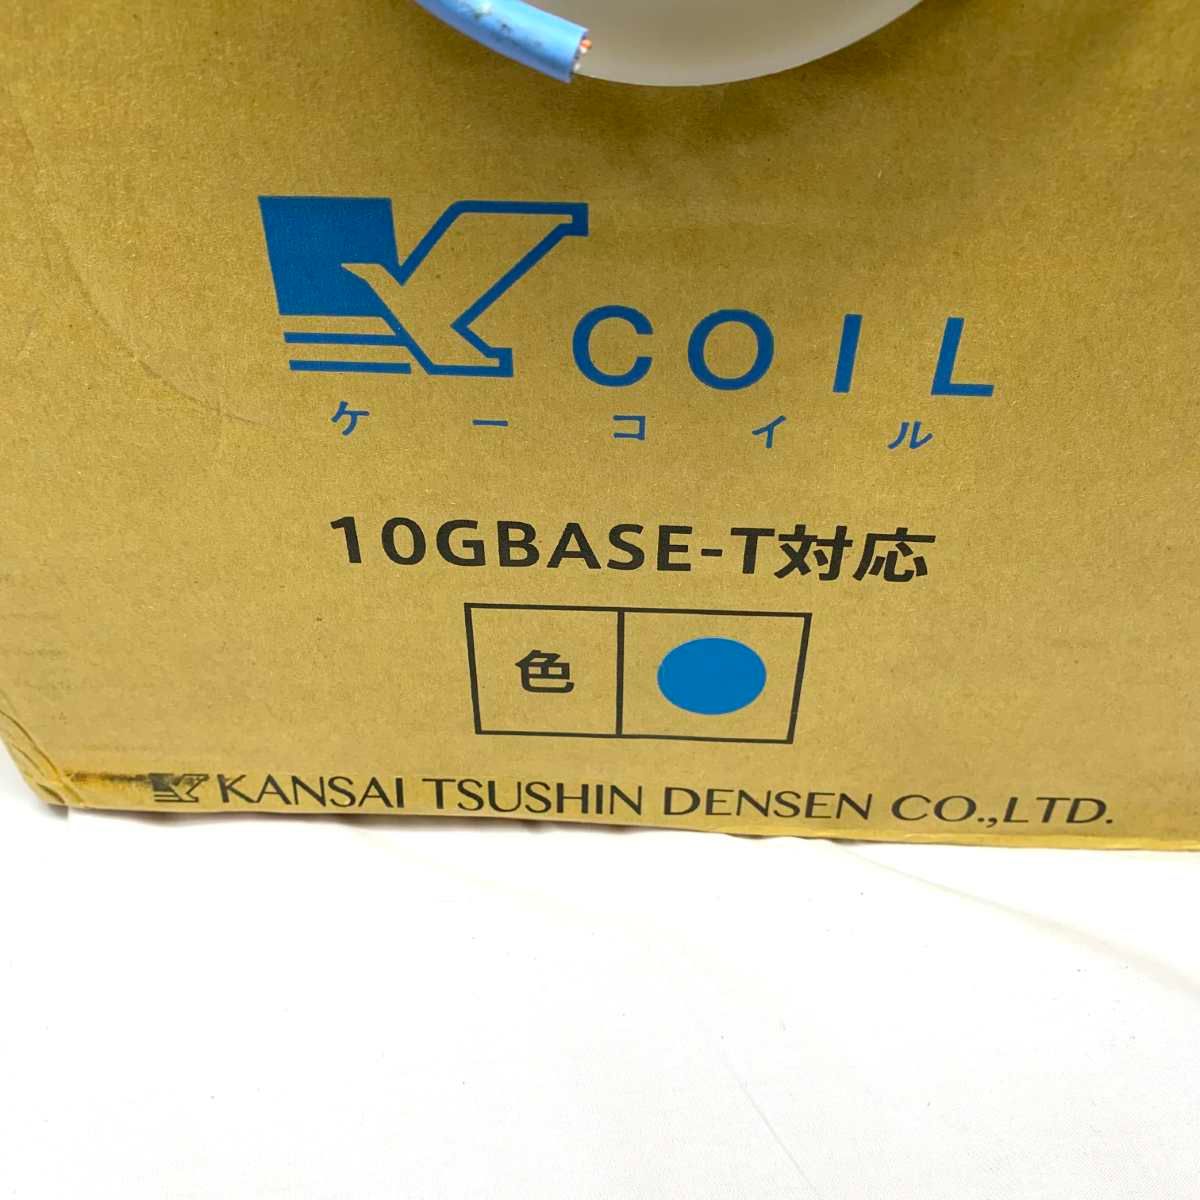 K COIL
ケーコイル
10GBASE-T対応
色
KANSAI TSUSHIN DENSEN CO.,LTD.